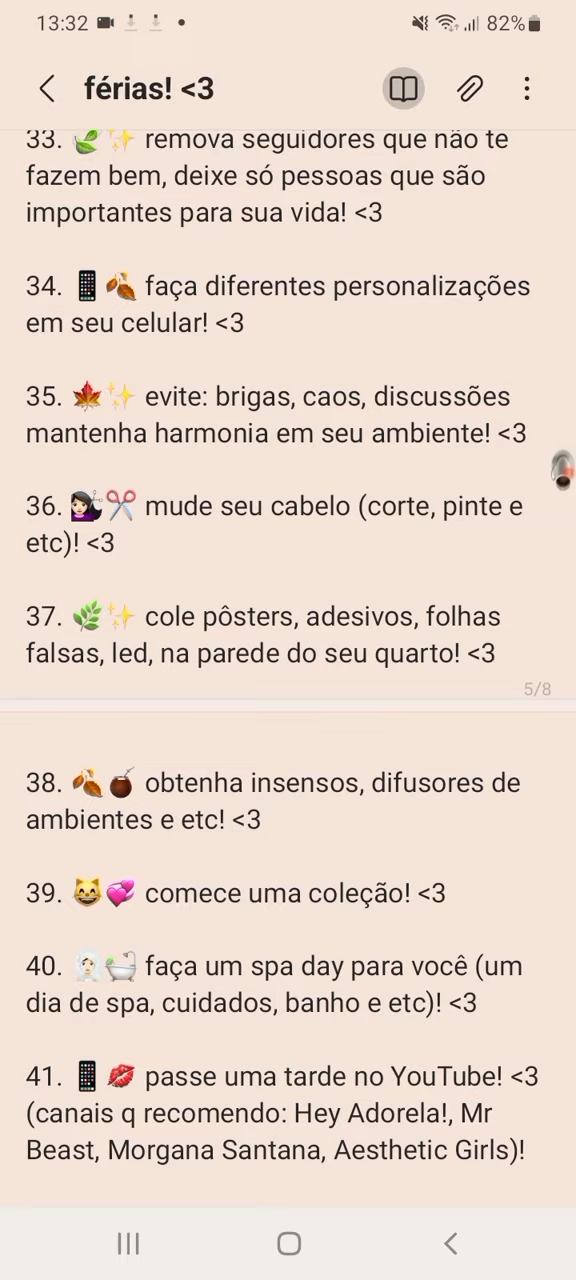 13:32 82%
férias! <3
33. 🍃✨ remova seguidores que não te
fazem bem, deixe só pessoas que são
importantes para sua vida! <3
34. 📱🍂 faça diferentes personalizações
em seu celular! <3
35. 🍁✨ evite: brigas, caos, discussões
mantenha harmonia em seu ambiente! <3
36. 💇🏻‍♀️✂️ mude seu cabelo (corte, pinte e
etc)! <3
37. 🌿✨ cole pôsters, adesivos, folhas
falsas, led, na parede do seu quarto! <3
5/8
38. 🍂🧉 obtenha insensos, difusores de
ambientes e etc! <3
39. 😸💞 comece uma coleção! <3
40. 🧖🏻‍♀️🛀 faça um spa day para você (um
dia de spa, cuidados, banho e etc)! <3
41. 📱💋 passe uma tarde no YouTube! <3
(canais q recomendo: Hey Adorela!, Mr
Beast, Morgana Santana, Aesthetic Girls)!